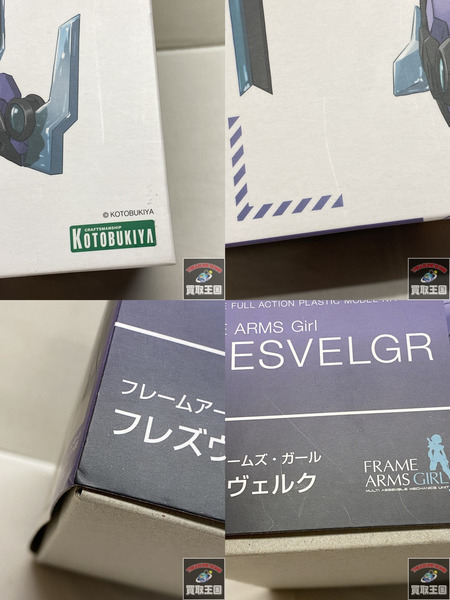 © KOTOBUKIYA
CRAFTSMANSHIP
KOTOBUKIYA
買取王国
買取王国
FULL ACTION PLASTIC MODEL
ARMS Girl
ESVELGR
フレームアー
フレズヴ
ームズ・ガール
ヴェルク
FRAME
ARMS GIRL
MULTI ASSEMBLE MECHANICS UNIT
買取王国
買取王国